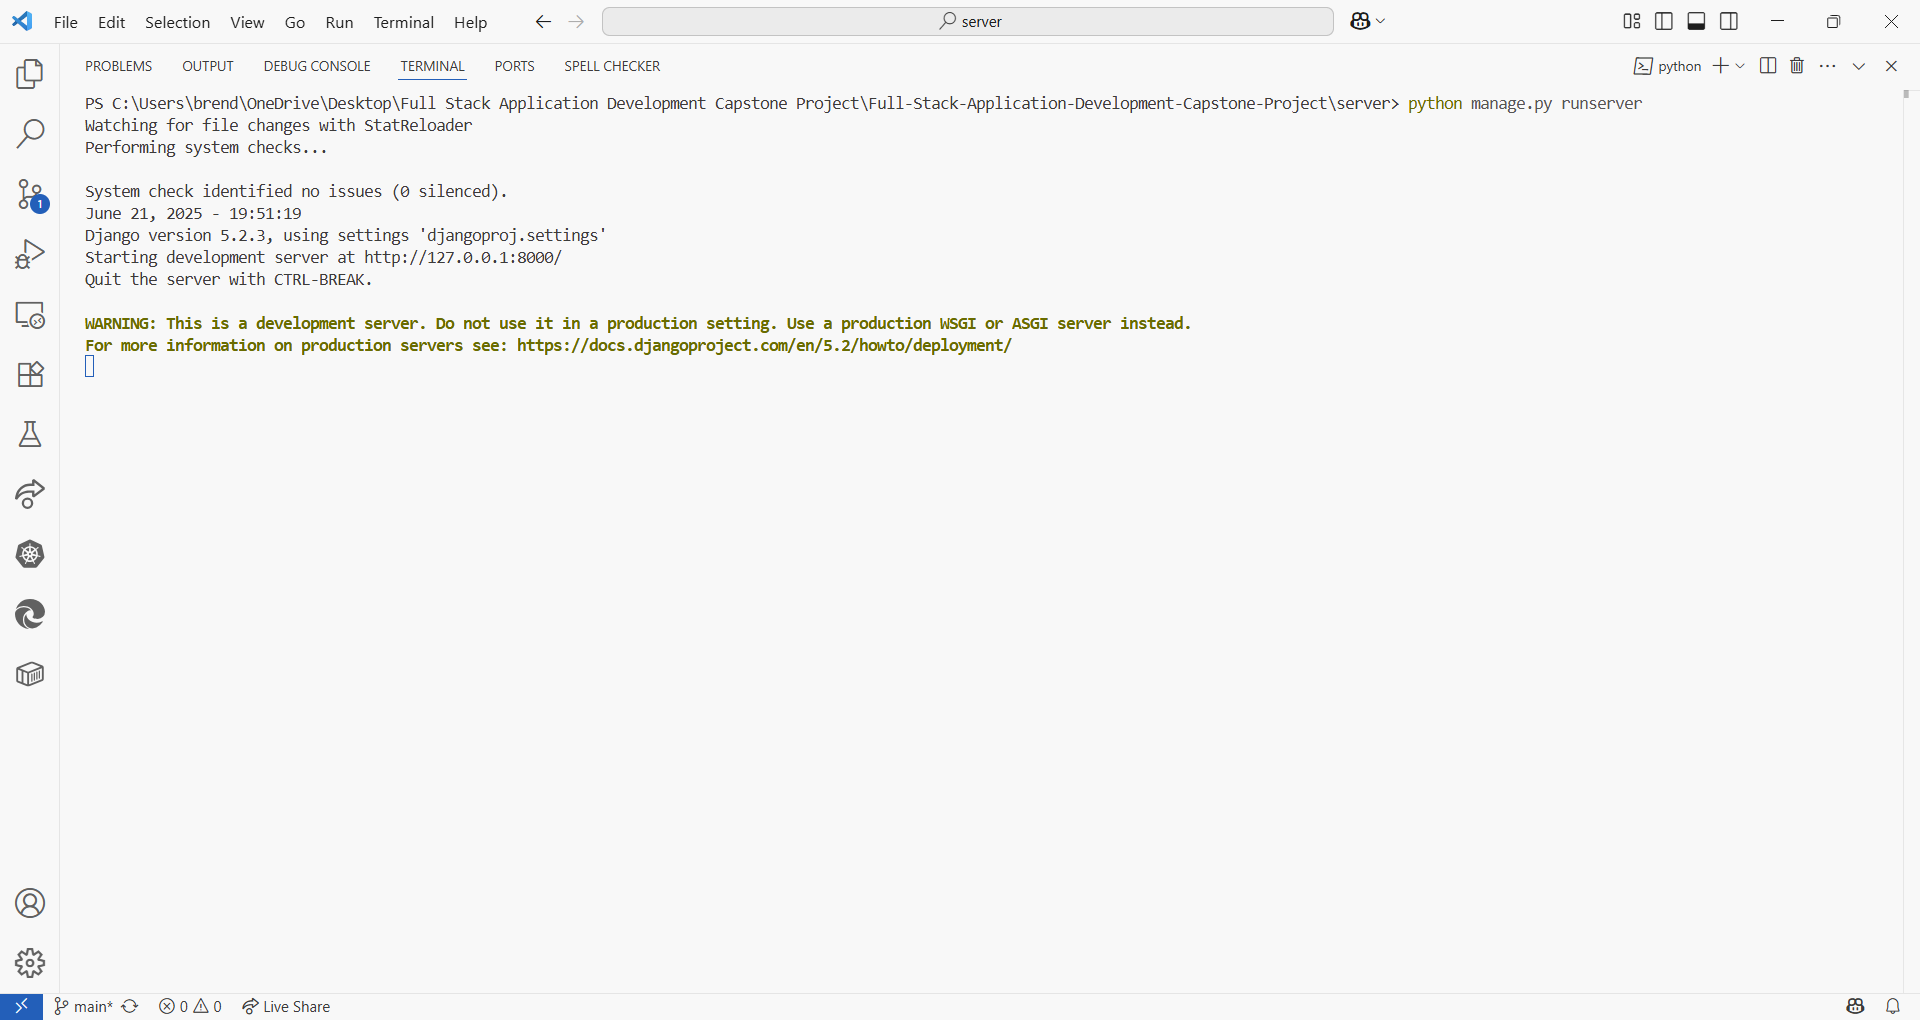 File Edit Selection View Go Run Terminal Help server
PROBLEMS OUTPUT DEBUG CONSOLE TERMINAL PORTS SPELL CHECKER python
PS C:\Users\brend\OneDrive\Desktop\Full Stack Application Development Capstone Project\Full-Stack-Application-Development-Capstone-Project\server> python manage.py runserver
Watching for file changes with StatReloader
Performing system checks...
System check identified no issues (0 silenced).
June 21, 2025 - 19:51:19
Django version 5.2.3, using settings 'djangoproj.settings'
Starting development server at http://127.0.0.1:8000/
Quit the server with CTRL-BREAK.
WARNING: This is a development server. Do not use it in a production setting. Use a production WSGI or ASGI server instead.
For more information on production servers see: https://docs.djangoproject.com/en/5.2/howto/deployment/
1
main* 0 0 Live Share